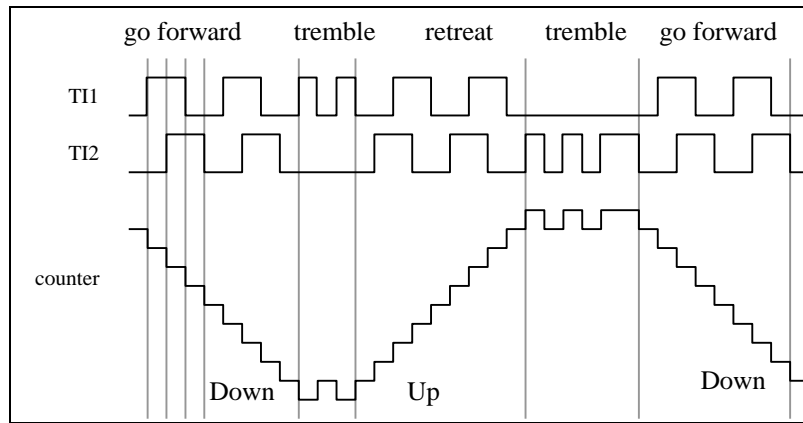 go forward tremble retreat tremble go forward
TI1
TI2
counter
Down Up Down